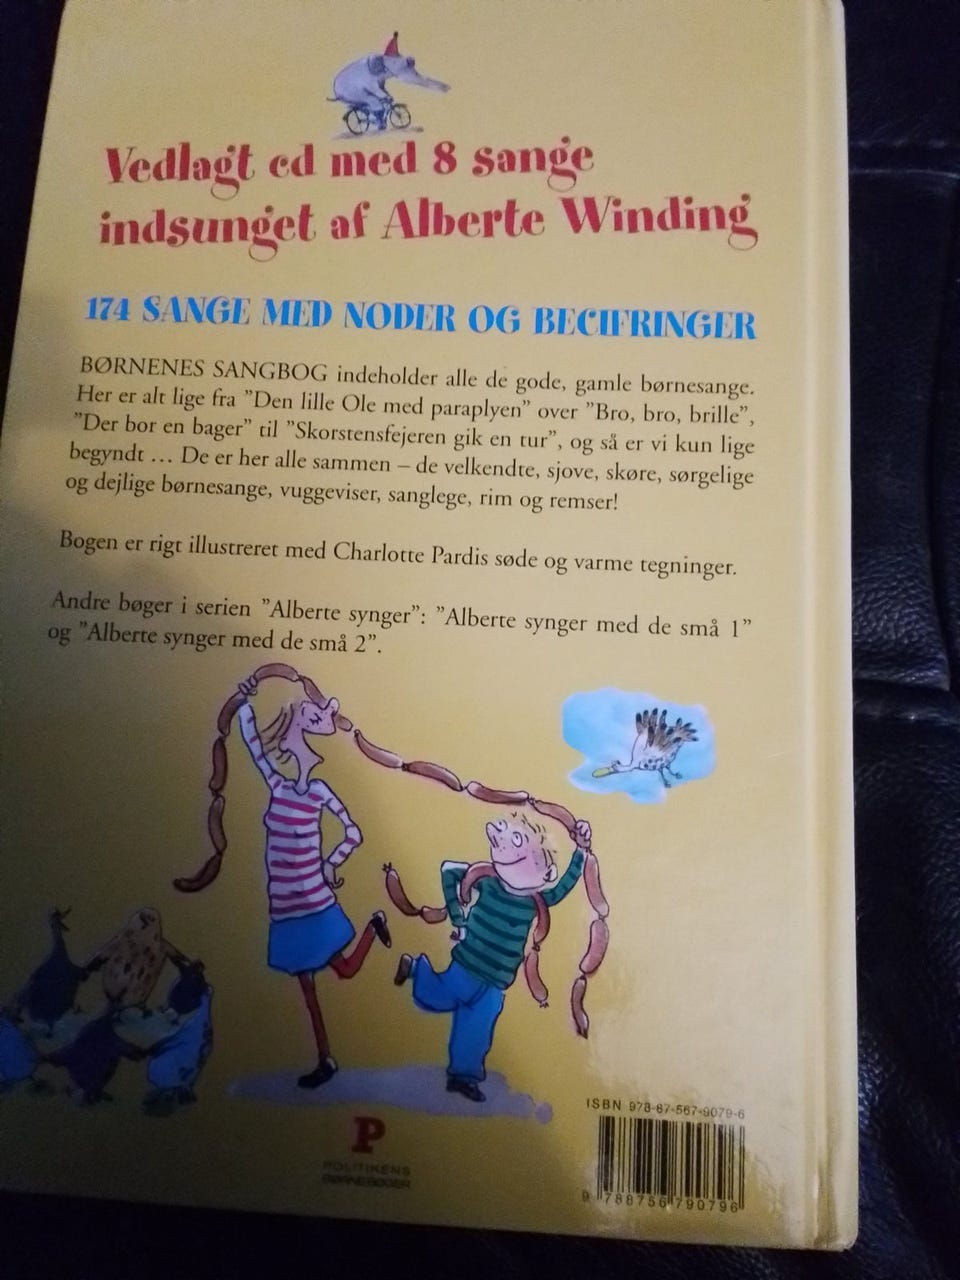 Vedlagt cd med 8 sange
indsunget af Alberte Winding
174 SANGE MED NODER OG BECIFRINGER
BØRNENES SANGBOG indeholder alle de gode, gamle børnesange.
Her er alt lige fra ”Den lille Ole med paraplyen” over ”Bro, bro, brille”,
”Der bor en bager” til ”Skorstensfejeren gik en tur”, og så er vi kun lige
begyndt ... De er her alle sammen – de velkendte, sjove, skøre, sørgelige
og dejlige børnesange, vuggeviser, sanglege, rim og remser!
Bogen er rigt illustreret med Charlotte Pardis søde og varme tegninger.
Andre bøger i serien ”Alberte synger”: ”Alberte synger med de små 1”
og ”Alberte synger med de små 2”.
ISBN 978-87-567-9079-6
P
POLITIKENS
BØRNEBØGER
9 788756 790796